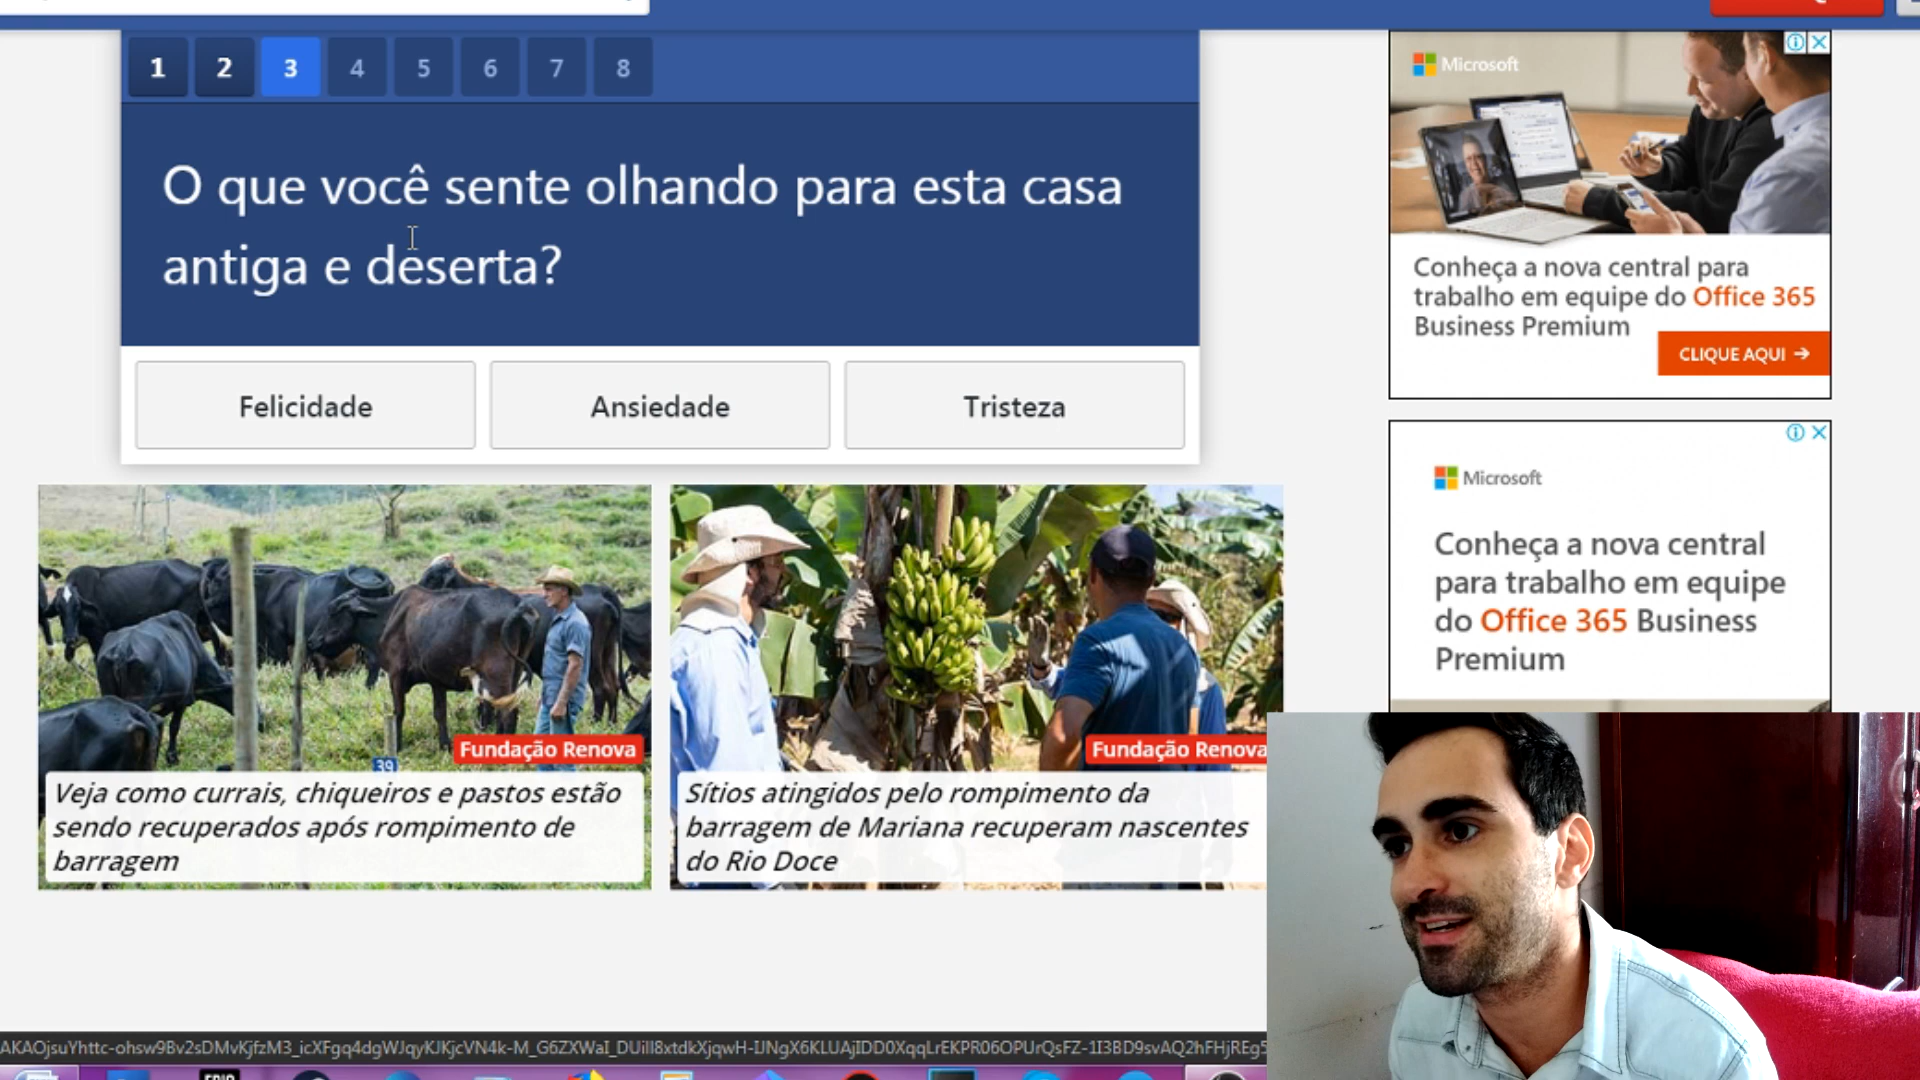 1 2 3 4 5 6 7 8
O que você sente olhando para esta casa
antiga e deserta?
Felicidade
Ansiedade
Tristeza
39
Fundação Renova
Veja como currais, chiqueiros e pastos estão
sendo recuperados após rompimento de
barragem
Fundação Renova
Sítios atingidos pelo rompimento da
barragem de Mariana recuperam nascentes
do Rio Doce
Microsoft
Conheça a nova central para
trabalho em equipe do Office 365
Business Premium
CLIQUE AQUI →
Microsoft
Conheça a nova central
para trabalho em equipe
do Office 365 Business
Premium